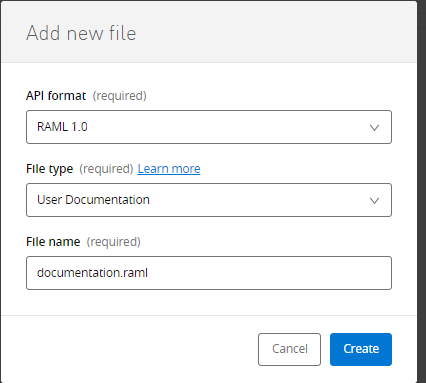 Add new file
API format (required)
RAML 1.0
File type (required) Learn more
User Documentation
File name (required)
documentation.raml
Cancel Create